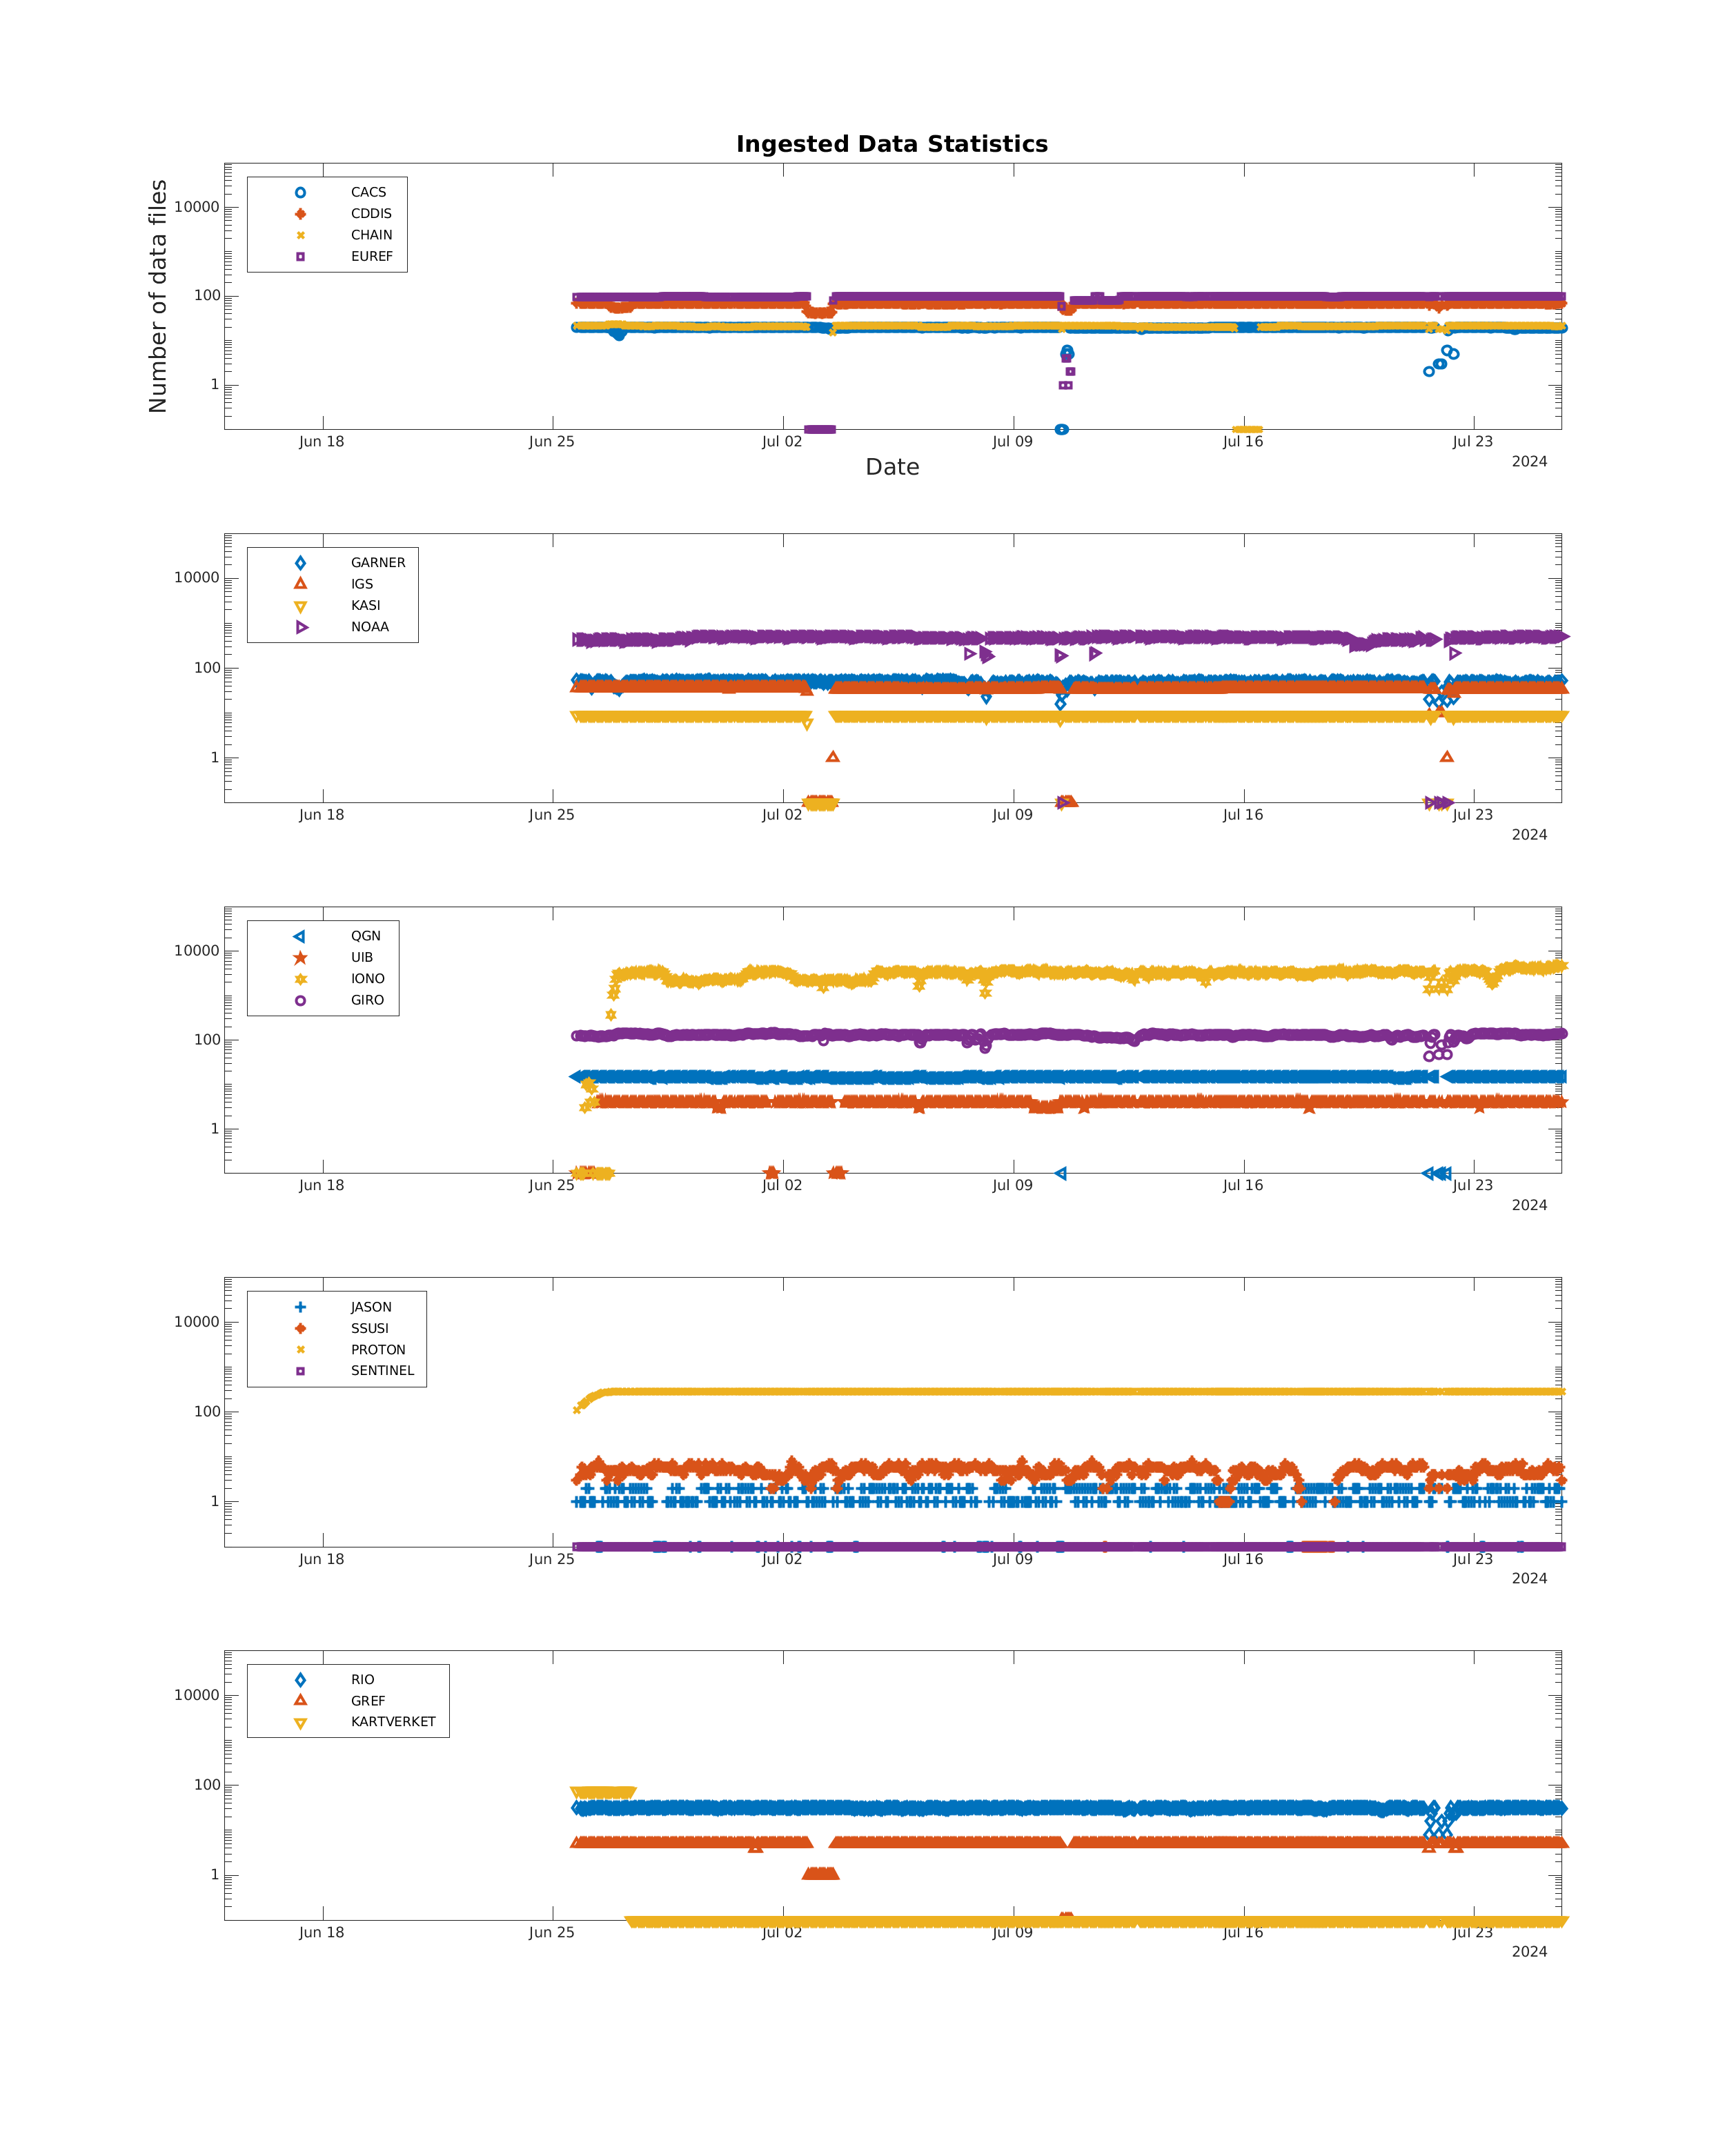 Ingested Data Statistics
Number of data files
CACS
CDDIS
CHAIN
EUREF
10000
100
1
Jun 18 Jun 25 Jul 02 Jul 09 Jul 16 Jul 23
2024
Date
GARNER
IGS
KASI
NOAA
10000
100
1
Jun 18 Jun 25 Jul 02 Jul 09 Jul 16 Jul 23
2024
QGN
UIB
IONO
GIRO
10000
100
1
Jun 18 Jun 25 Jul 02 Jul 09 Jul 16 Jul 23
2024
JASON
SSUSI
PROTON
SENTINEL
10000
100
1
Jun 18 Jun 25 Jul 02 Jul 09 Jul 16 Jul 23
2024
RIO
GREF
KARTVERKET
10000
100
1
Jun 18 Jun 25 Jul 02 Jul 09 Jul 16 Jul 23
2024